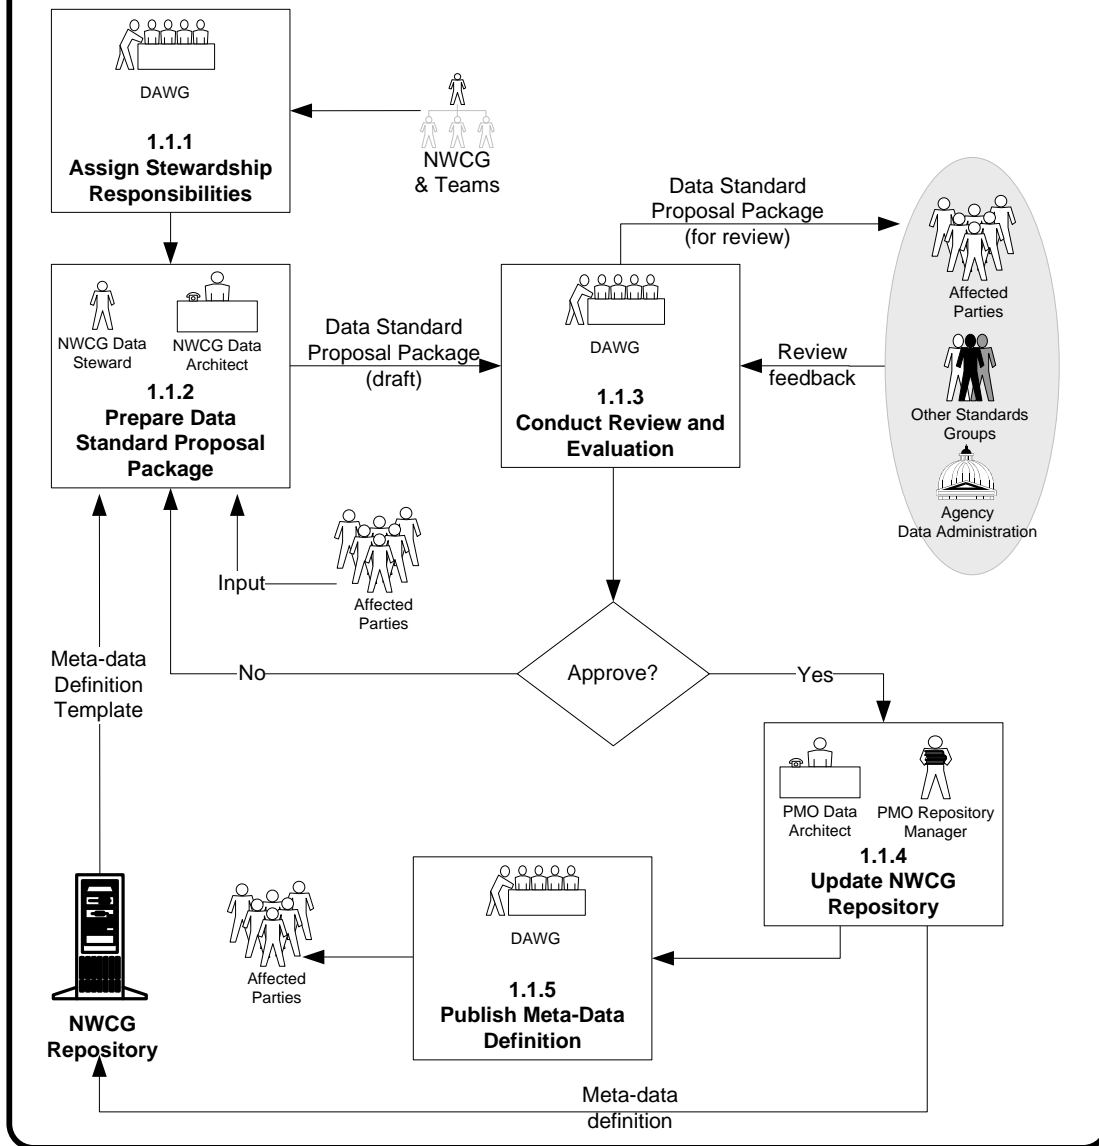 DAWG
1.1.1
Assign Stewardship
Responsibilities
NWCG
& Teams
Data Standard
Proposal Package
(for review)
Affected
Parties
Other Standards
Groups
Agency
Data Administration
NWCG Data
Steward
NWCG Data
Architect
1.1.2
Prepare Data
Standard Proposal
Package
Data Standard
Proposal Package
(draft)
DAWG
1.1.3
Conduct Review and
Evaluation
Review
feedback
Input
Affected
Parties
Meta-data
Definition
Template
No
Approve?
Yes
PMO Data
Architect
PMO Repository
Manager
1.1.4
Update NWCG
Repository
DAWG
1.1.5
Publish Meta-Data
Definition
Affected
Parties
NWCG
Repository
Meta-data
definition